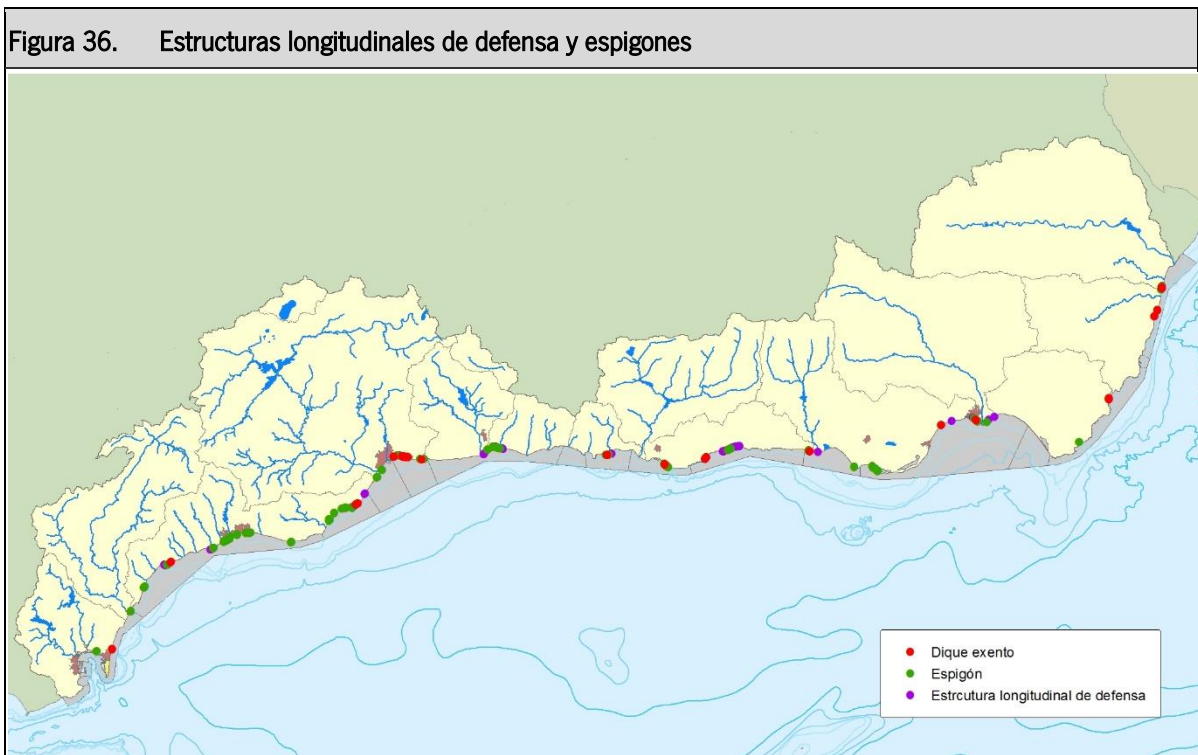 Figura 36. Estructuras longitudinales de defensa y espigones
Dique exento
Espigón
Estrcutura longitudinal de defensa